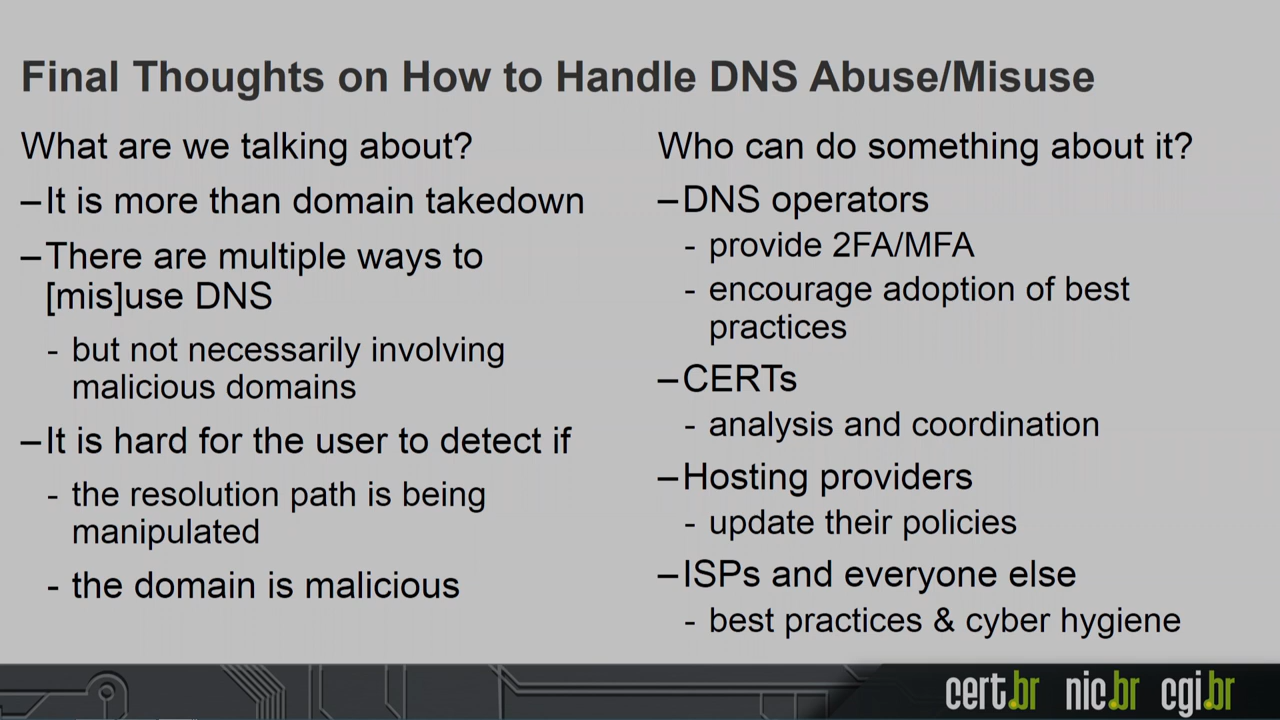 Final Thoughts on How to Handle DNS Abuse/Misuse
What are we talking about?
–It is more than domain takedown
–There are multiple ways to
[mis]use DNS
- but not necessarily involving
malicious domains
–It is hard for the user to detect if
- the resolution path is being
manipulated
- the domain is malicious
Who can do something about it?
–DNS operators
- provide 2FA/MFA
- encourage adoption of best
practices
–CERTs
- analysis and coordination
–Hosting providers
- update their policies
–ISPs and everyone else
- best practices & cyber hygiene
cert.br nic.br cgi.br